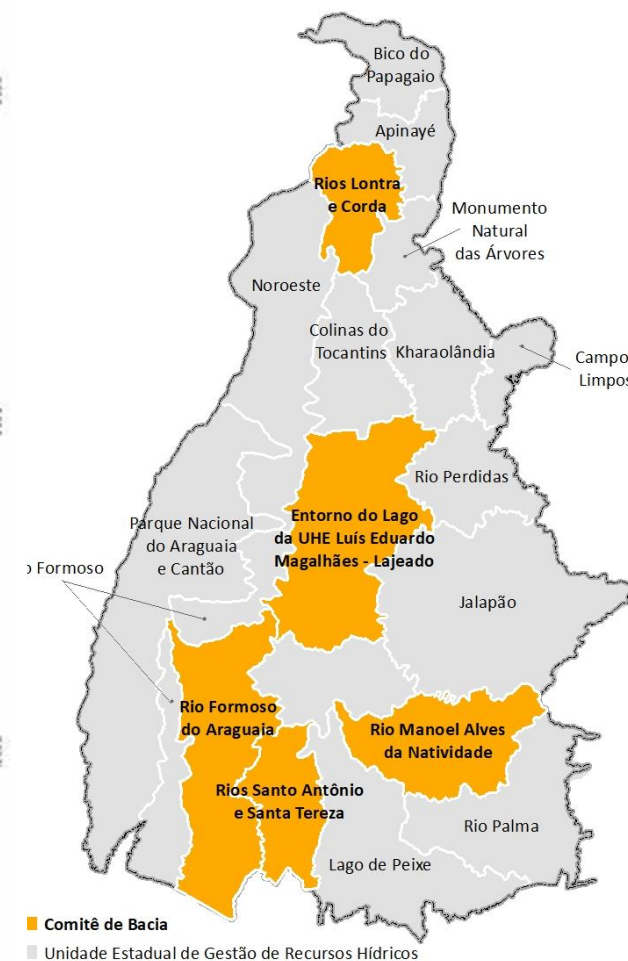 Bico do
Papagaio
Apinayé
Rios Lontra
e Corda
Monumento
Natural
das Árvores
Noroeste
Colinas do
Tocantins
Kharaolândia
Campo
Limpos
Rio Perdidas
Entorno do Lago
da UHE Luís Eduardo
Magalhães - Lajeado
Parque Nacional
do Araguaia
e Cantão
o Formoso
Jalapão
Rio Formoso
do Araguaia
Rio Manoel Alves
da Natividade
Rios Santo Antônio
e Santa Tereza
Rio Palma
Lago de Peixe
Comitê de Bacia
Unidade Estadual de Gestão de Recursos Hídricos